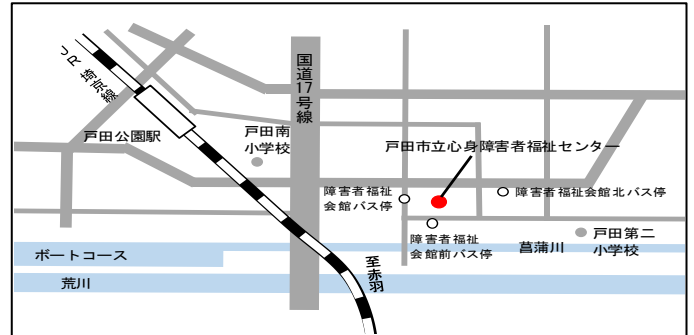 JR 埼京線
国道17号線
戸田公園駅
戸田南
小学校
戸田市立心身障害者福祉センター
障害者福祉
会館バス停
障害者福祉会館北バス停
障害者福祉
会館前バス停
菖蒲川
戸田第二
小学校
ボートコース
荒川
至赤羽